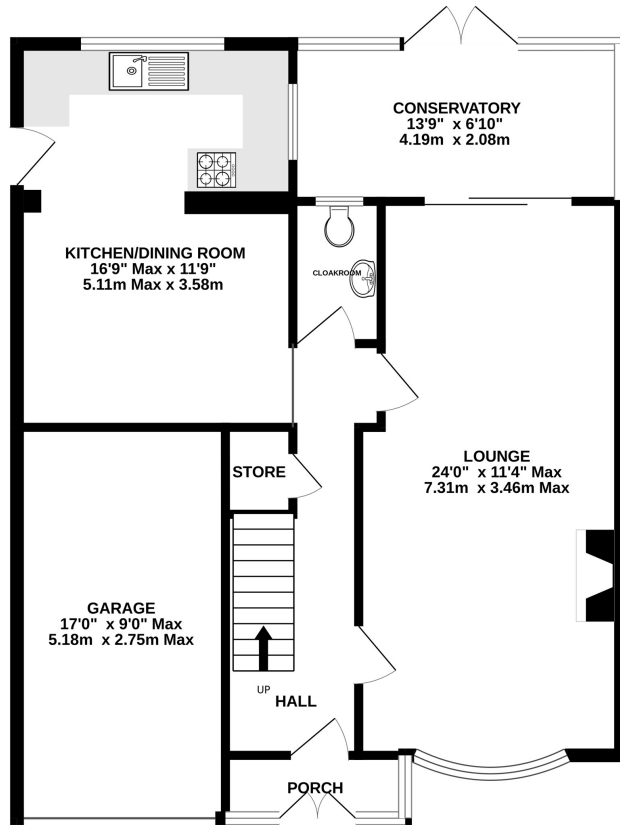 CONSERVATORY
13'9" x 6'10"
4.19m x 2.08m
KITCHEN/DINING ROOM
16'9" Max x 11'9"
5.11m Max x 3.58m
CLOAKROOM
LOUNGE
24'0" x 11'4" Max
7.31m x 3.46m Max
STORE
GARAGE
17'0" x 9'0" Max
5.18m x 2.75m Max
UP
HALL
PORCH